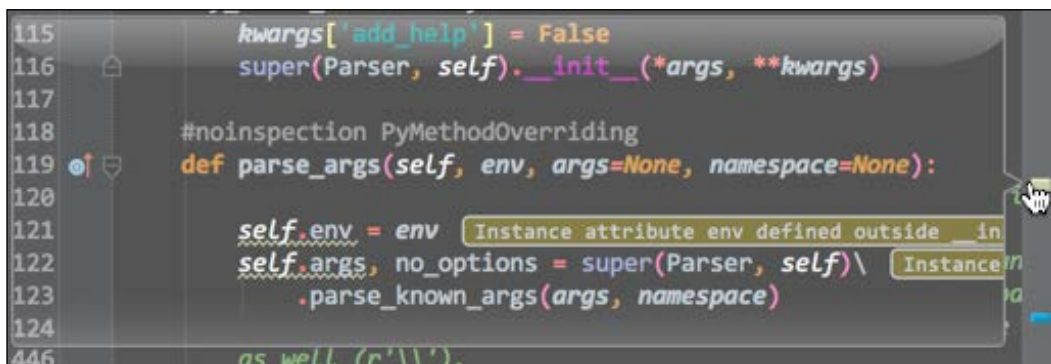 115 kwargs['add_help'] = False
116 super(Parser, self).__init__(*args, **kwargs)
117
118 #noinspection PyMethodOverriding
119 def parse_args(self, env, args=None, namespace=None):
120
121 self.env = env Instance attribute env defined outside __in
122 self.args, no_options = super(Parser, self)\ Instance
123 .parse_known_args(args, namespace)
124
446 as well (r'\\').